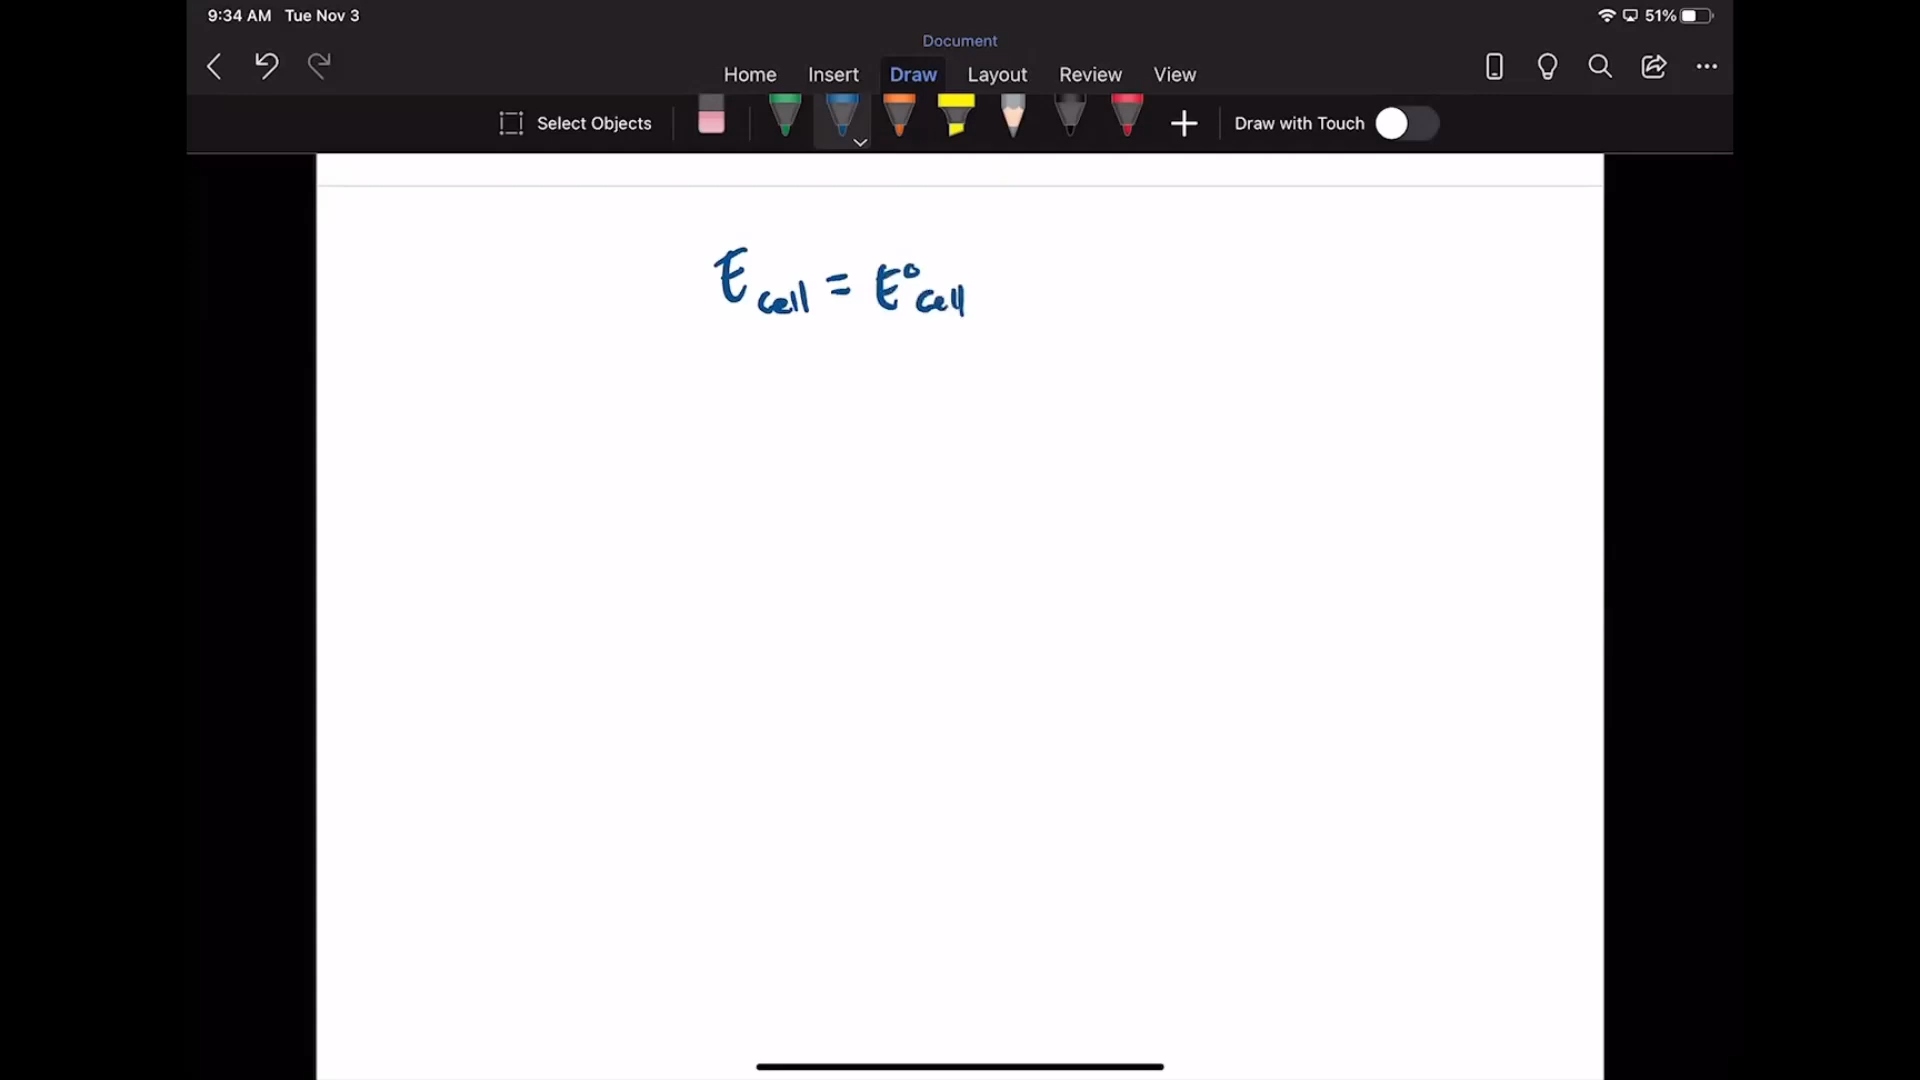 9:34 AM Tue Nov 3 51%
Document
Home Insert Draw Layout Review View
Select Objects Draw with Touch
E cell = E° cell